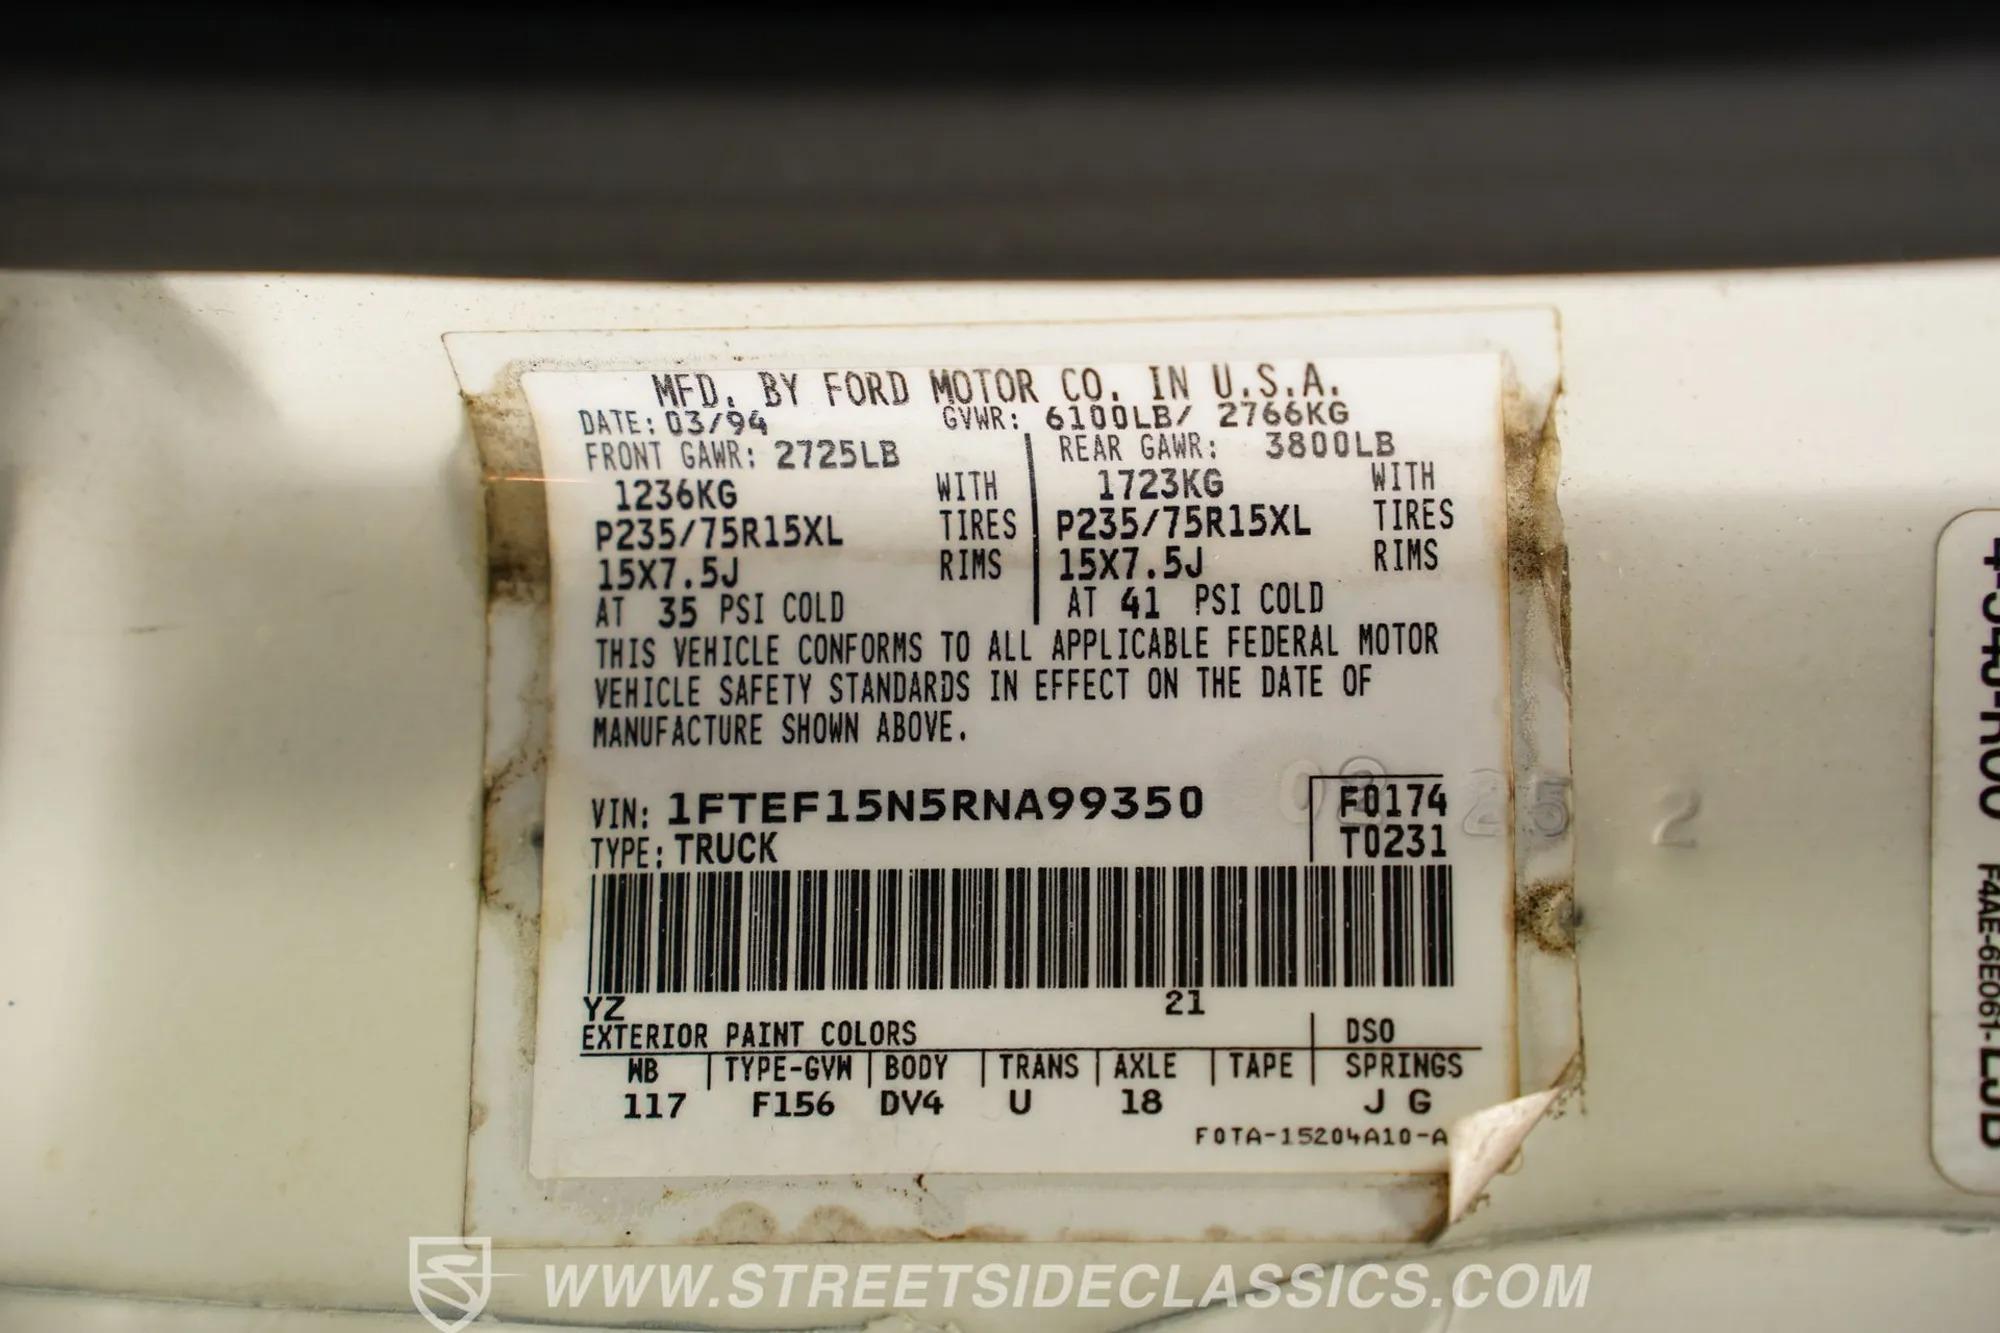 MFD. BY FORD MOTOR CO. IN U.S.A.
DATE: 03/94 GVWR: 6100LB/ 2766KG
FRONT GAWR: 2725LB REAR GAWR: 3800LB
1236KG WITH 1723KG WITH
P235/75R15XL TIRES P235/75R15XL TIRES
15X7.5J RIMS 15X7.5J RIMS
AT 35 PSI COLD AT 41 PSI COLD
THIS VEHICLE CONFORMS TO ALL APPLICABLE FEDERAL MOTOR
VEHICLE SAFETY STANDARDS IN EFFECT ON THE DATE OF
MANUFACTURE SHOWN ABOVE.
VIN: 1FTEF15N5RNA99350 F0174
TYPE: TRUCK T0231
YZ 21
EXTERIOR PAINT COLORS DSO
WB TYPE-GVW BODY TRANS AXLE TAPE SPRINGS
117 F156 DV4 U 18 J G
F0TA-15204A10-A
25 2
F4AE-6E061-
WWW.STREETSIDECLASSICS.COM